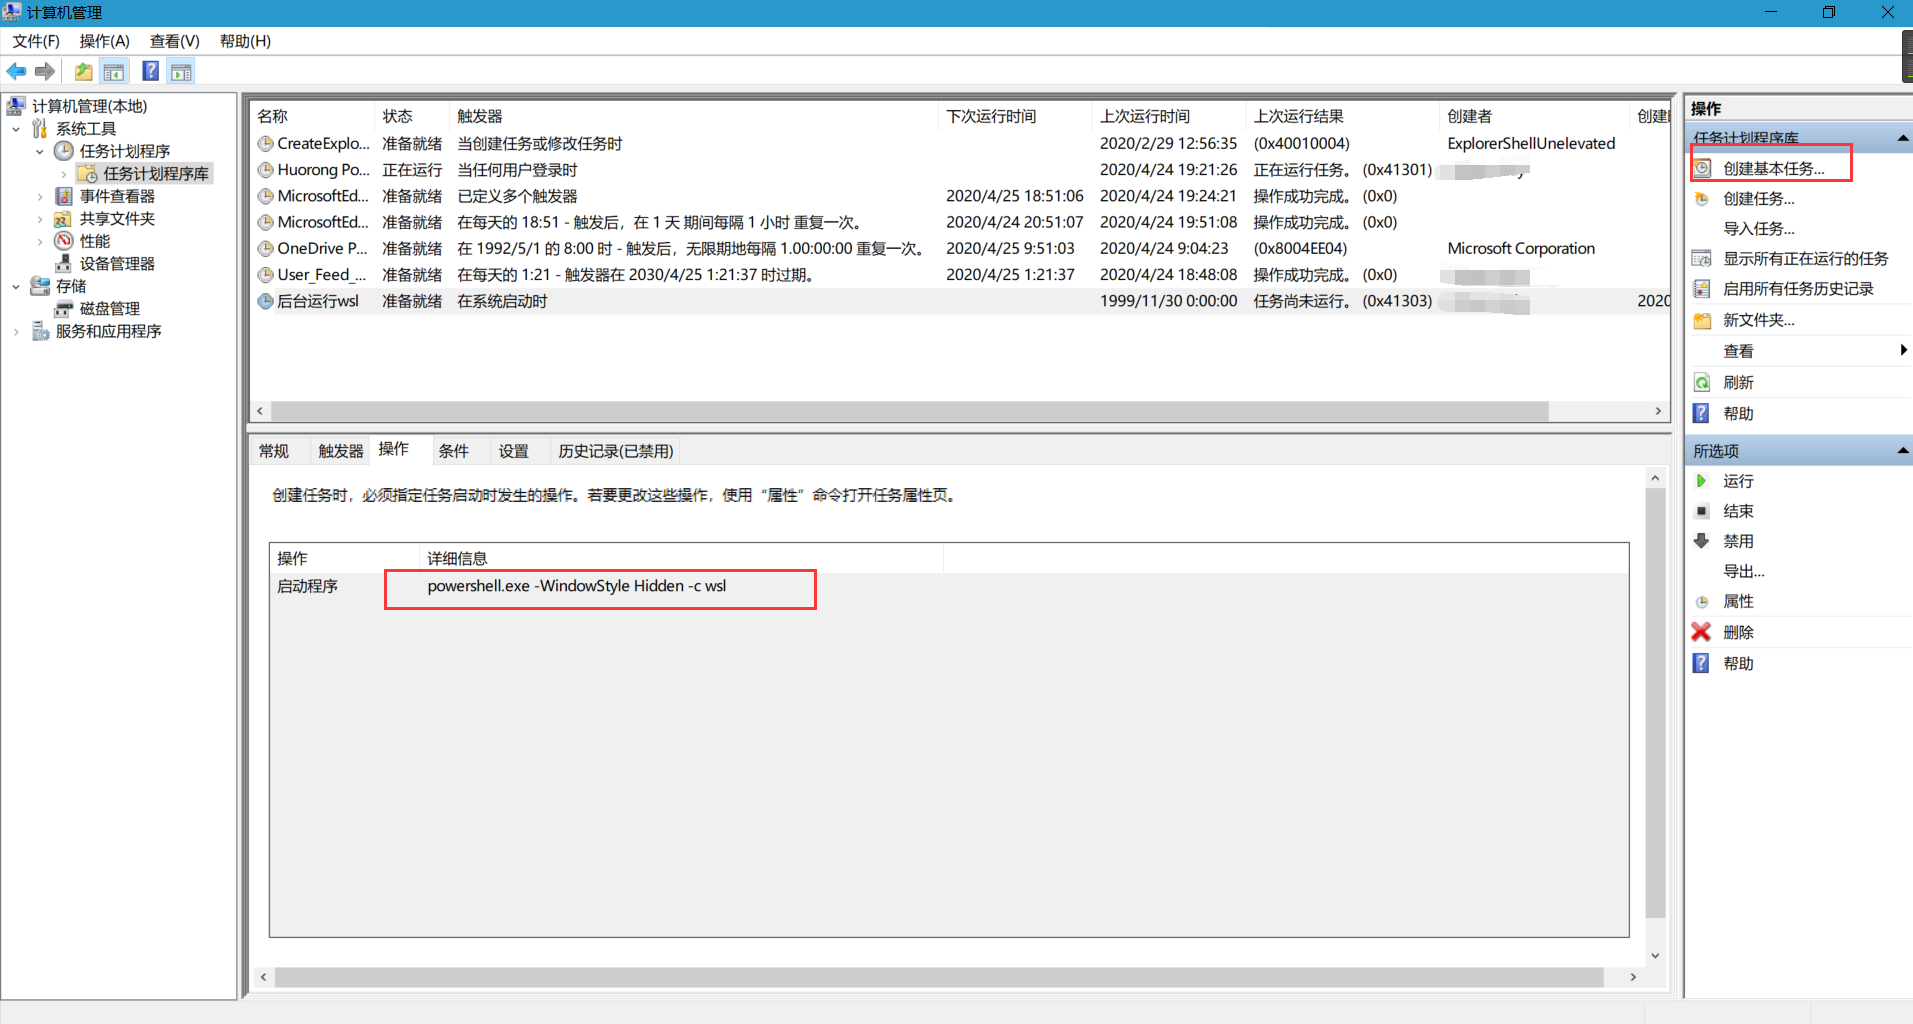 计算机管理
文件(F) 操作(A) 查看(V) 帮助(H)
计算机管理(本地)
系统工具
任务计划程序
任务计划程序库
事件查看器
共享文件夹
性能
设备管理器
存储
磁盘管理
服务和应用程序
名称 状态 触发器 下次运行时间 上次运行时间 上次运行结果 创建者 创建
CreateExplo... 准备就绪 当创建任务或修改任务时 2020/2/29 12:56:35 (0x40010004) ExplorerShellUnelevated
Huorong Po... 正在运行 当任何用户登录时 2020/4/24 19:21:26 正在运行任务。 (0x41301)
MicrosoftEd... 准备就绪 已定义多个触发器 2020/4/25 18:51:06 2020/4/24 19:24:21 操作成功完成。 (0x0)
MicrosoftEd... 准备就绪 在每天的 18:51 - 触发后，在 1 天 期间每隔 1 小时 重复一次。 2020/4/24 20:51:07 2020/4/24 19:51:08 操作成功完成。 (0x0)
OneDrive P... 准备就绪 在 1992/5/1 的 8:00 时 - 触发后，无限期地每隔 1.00:00:00 重复一次。 2020/4/25 9:51:03 2020/4/24 9:04:23 (0x8004EE04) Microsoft Corporation
User_Feed_... 准备就绪 在每天的 1:21 - 触发器在 2030/4/25 1:21:37 时过期。 2020/4/25 1:21:37 2020/4/24 18:48:08 操作成功完成。 (0x0)
后台运行wsl 准备就绪 在系统启动时 1999/11/30 0:00:00 任务尚未运行。 (0x41303) 2020
常规 触发器 操作 条件 设置 历史记录(已禁用)
创建任务时，必须指定任务启动时发生的操作。若要更改这些操作，使用“属性”命令打开任务属性页。
操作 详细信息
启动程序 powershell.exe -WindowStyle Hidden -c wsl
操作
任务计划程序库
创建基本任务...
创建任务...
导入任务...
显示所有正在运行的任务
启用所有任务历史记录
新文件夹...
查看
刷新
帮助
所选项
运行
结束
禁用
导出...
属性
删除
帮助